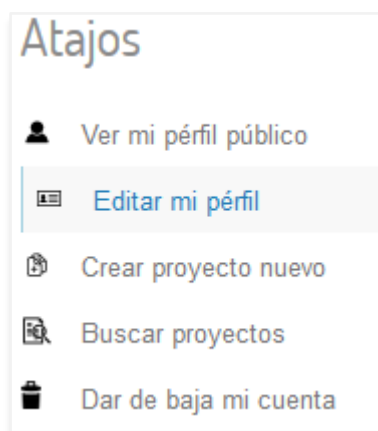 Atajos
Ver mi pérfil público
Editar mi pérfil
Crear proyecto nuevo
Buscar proyectos
Dar de baja mi cuenta